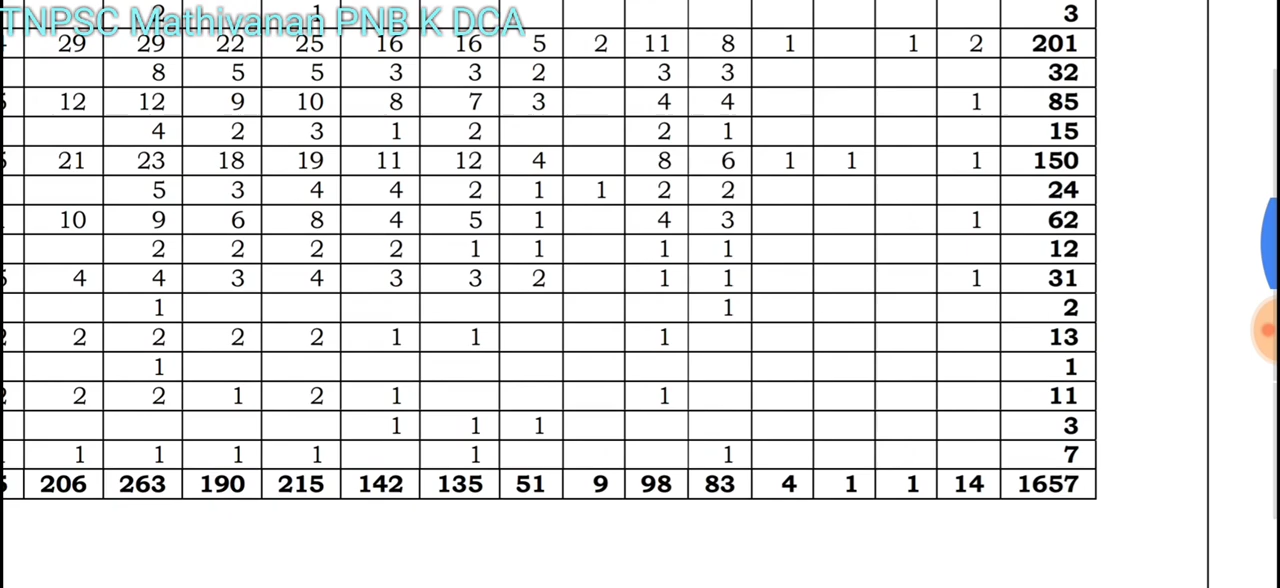 TNPSC Mathivanan PNB K DCA
2 1 3
29 29 22 25 16 16 5 2 11 8 1 1 2 201
8 5 5 3 3 2 3 3 32
12 12 9 10 8 7 3 4 4 1 85
4 2 3 1 2 2 1 15
21 23 18 19 11 12 4 8 6 1 1 1 150
5 3 4 4 2 1 1 2 2 24
10 9 6 8 4 5 1 4 3 1 62
2 2 2 2 1 1 1 1 12
4 4 3 4 3 3 2 1 1 1 31
1 1 2
2 2 2 2 1 1 1 13
1 1
2 2 1 2 1 1 11
1 1 1 3
1 1 1 1 1 1 7
206 263 190 215 142 135 51 9 98 83 4 1 1 14 1657